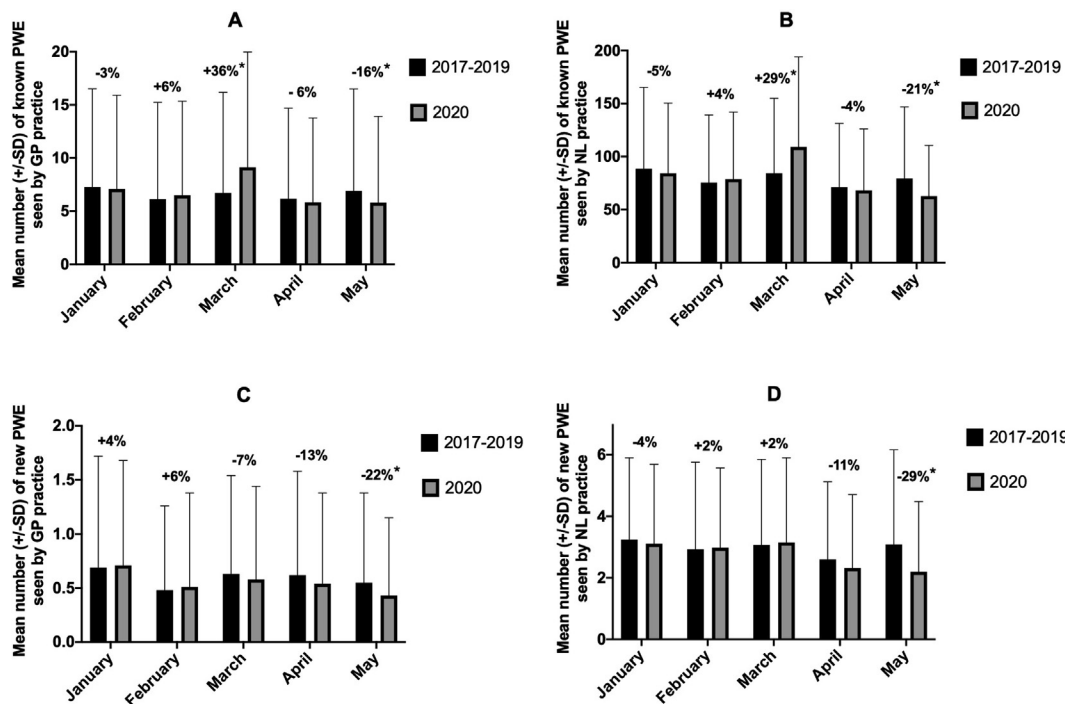 A
Mean number (+/-SD) of known PWE
seen by GP practice
20
15
10
5
0
-3%
+6%
+36%*
- 6%
-16%*
2017-2019
2020
January
February
March
April
May
B
Mean number (+/-SD) of known PWE
seen by NL practice
200
150
100
50
0
-5%
+4%
+29%*
-4%
-21%*
2017-2019
2020
January
February
March
April
May
C
Mean number (+/-SD) of new PWE
seen by GP practice
2.0
1.5
1.0
0.5
0.0
+4%
+6%
-7%
-13%
-22%*
2017-2019
2020
January
February
March
April
May
D
Mean number (+/-SD) of new PWE
seen by NL practice
6
4
2
0
-4%
+2%
+2%
-11%
-29%*
2017-2019
2020
January
February
March
April
May